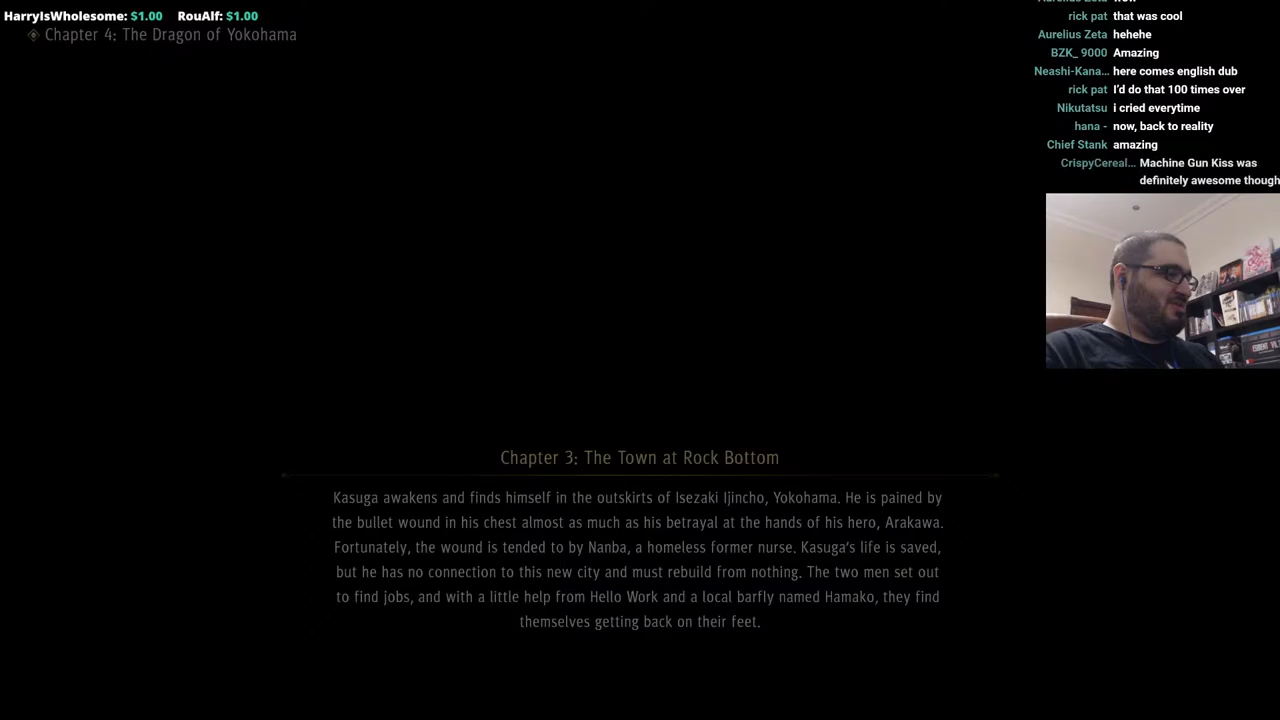 HarryIsWholesome: $1.00 RouAlf: $1.00
Chapter 4: The Dragon of Yokohama
rick pat that was cool
Aurelius Zeta hehehe
BZK_ 9000 Amazing
Neashi-Kana… here comes english dub
rick pat I'd do that 100 times over
Nikutatsu i cried everytime
hana - now, back to reality
Chief Stank amazing
CrispyCereal… Machine Gun Kiss was
definitely awesome though
Chapter 3: The Town at Rock Bottom
Kasuga awakens and finds himself in the outskirts of Isezaki Ijincho, Yokohama. He is pained by
the bullet wound in his chest almost as much as his betrayal at the hands of his hero, Arakawa.
Fortunately, the wound is tended to by Nanba, a homeless former nurse. Kasuga's life is saved,
but he has no connection to this new city and must rebuild from nothing. The two men set out
to find jobs, and with a little help from Hello Work and a local barfly named Hamako, they find
themselves getting back on their feet.